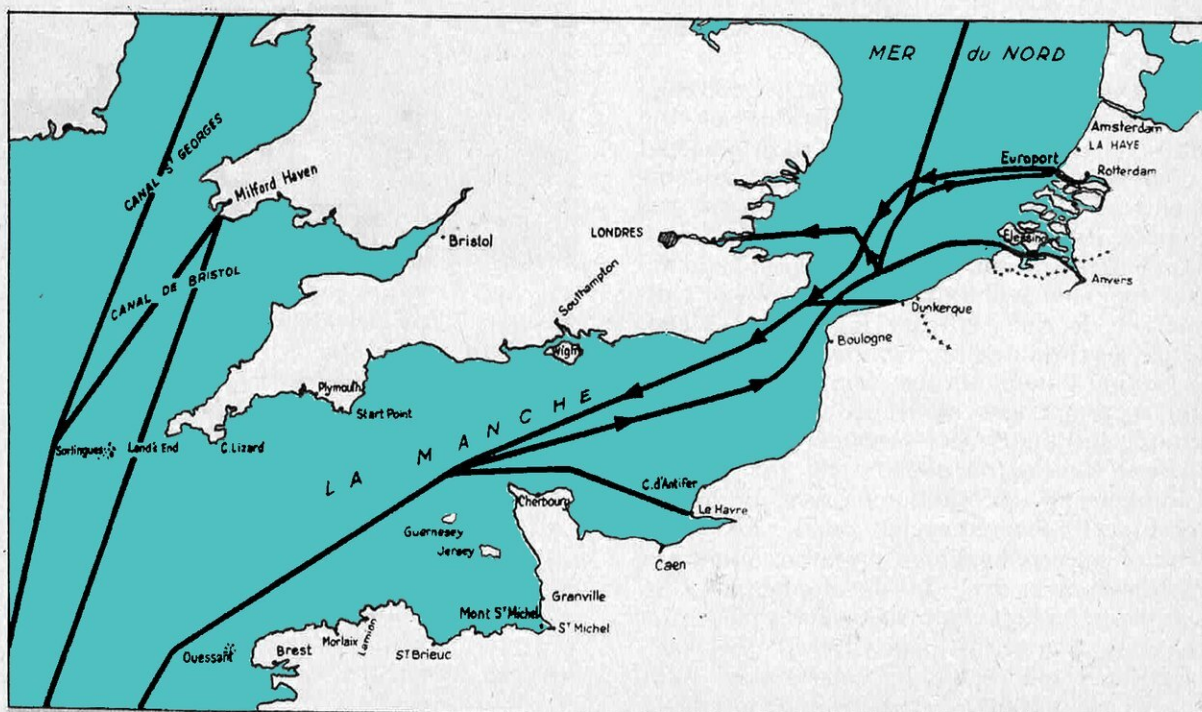 MER du NORD
CANAL ST GEORGES
Milford Haven
Bristol
CANAL DE BRISTOL
LONDRES
Southampton
Wight
Plymouth
Start Point
C. Lizard
Land's End
Sorlingues
Amsterdam
LA HAYE
Europort
Rotterdam
Flessing
Anvers
Dunkerque
Boulogne
LA MANCHE
C. d'Antifer
Le Havre
Cherbourg
Caen
Guernesey
Jersey
Granville
Mont ST Michel
ST Michel
Ouessant
Brest
Morlaix
Lannion
ST Brieuc